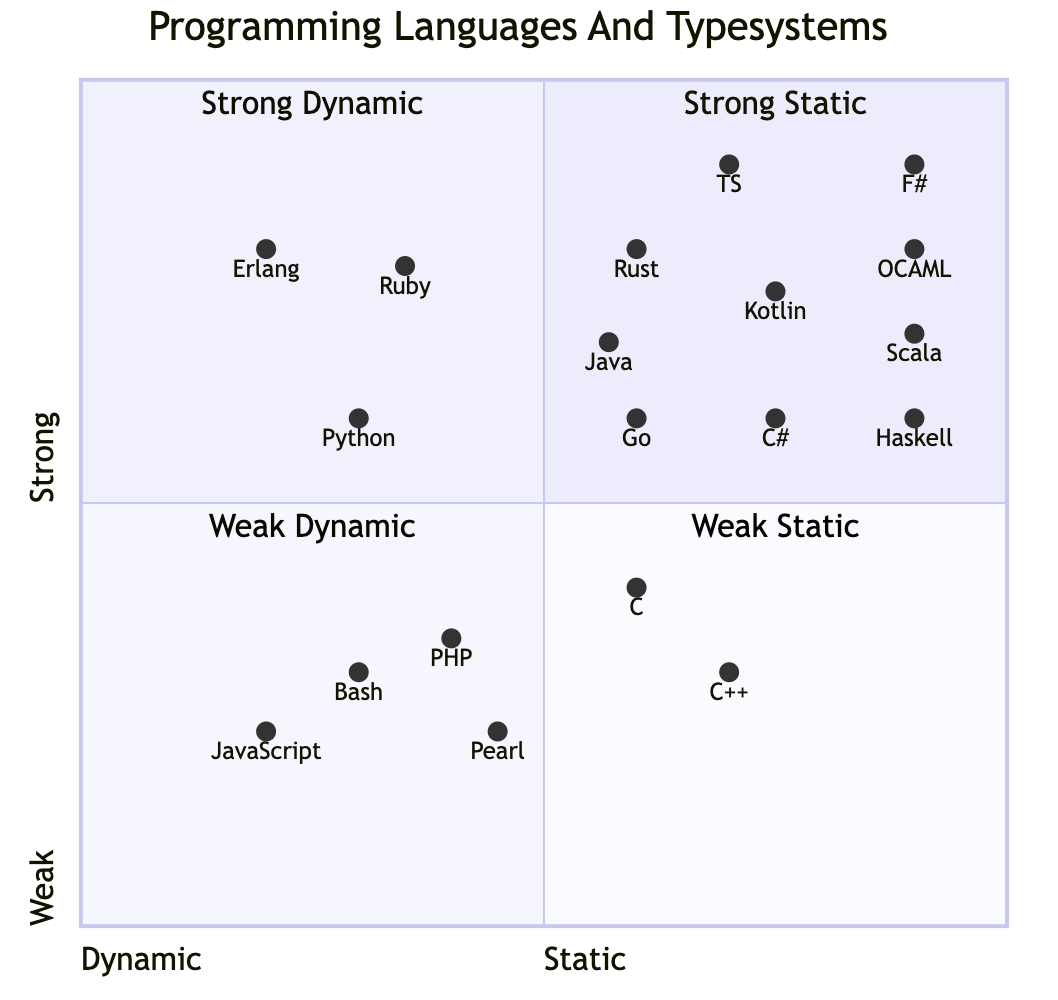 Programming Languages And Typesystems
Strong Dynamic
Strong Static
TS
F#
Erlang
Ruby
Rust
OCAML
Kotlin
Java
Scala
Python
Go
C#
Haskell
Strong
Weak Dynamic
Weak Static
C
PHP
Bash
C++
JavaScript
Pearl
Weak
Dynamic
Static